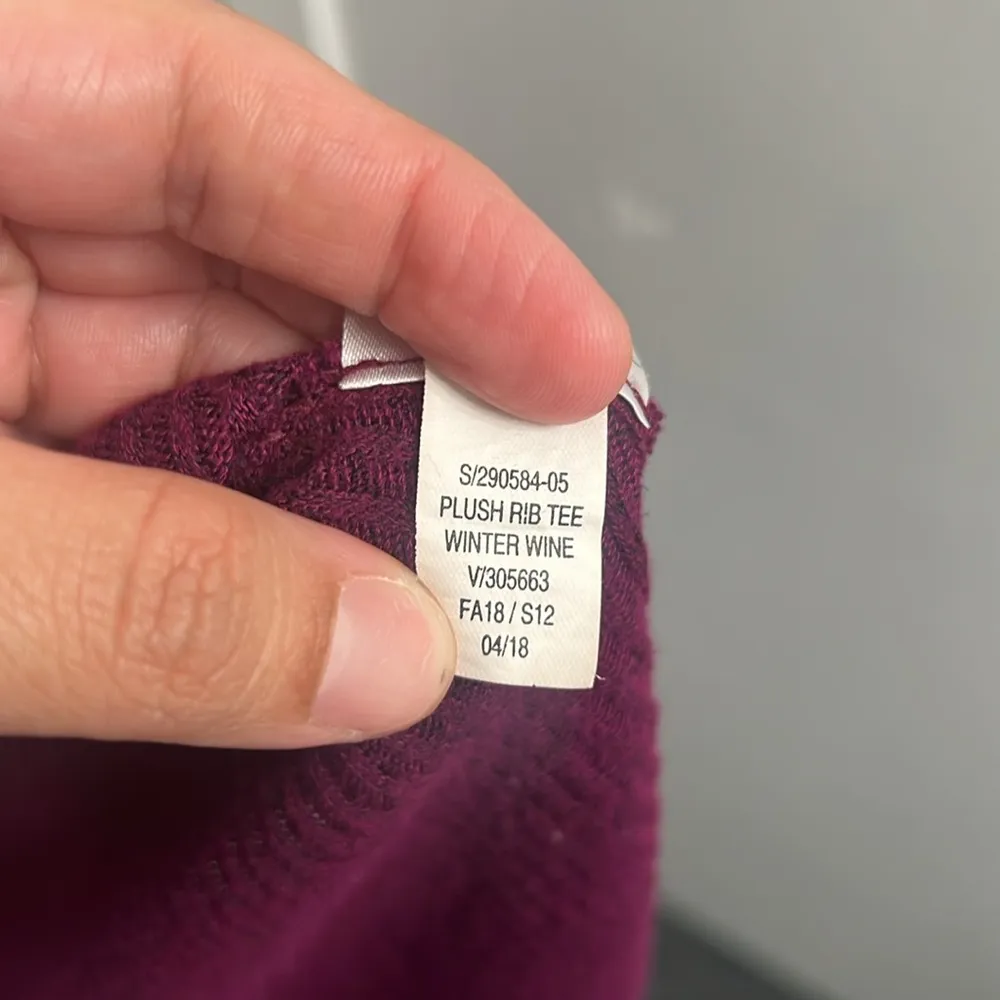 S/290584-05
PLUSH RIB TEE
WINTER WINE
V/305663
FA18 / S12
04/18